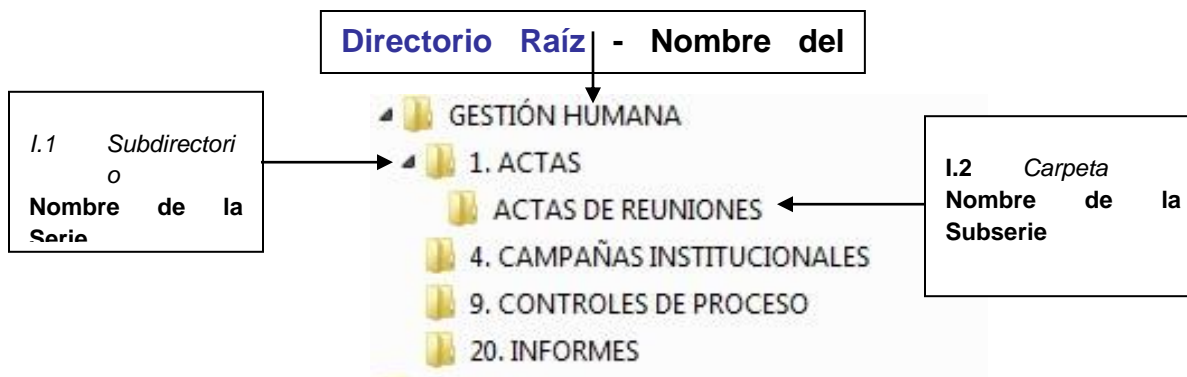 Directorio Raíz - Nombre del
GESTIÓN HUMANA
I.1 Subdirectori
o
Nombre de la
Serie
1. ACTAS
ACTAS DE REUNIONES
I.2 Carpeta
Nombre de la
Subserie
4. CAMPAÑAS INSTITUCIONALES
9. CONTROLES DE PROCESO
20. INFORMES